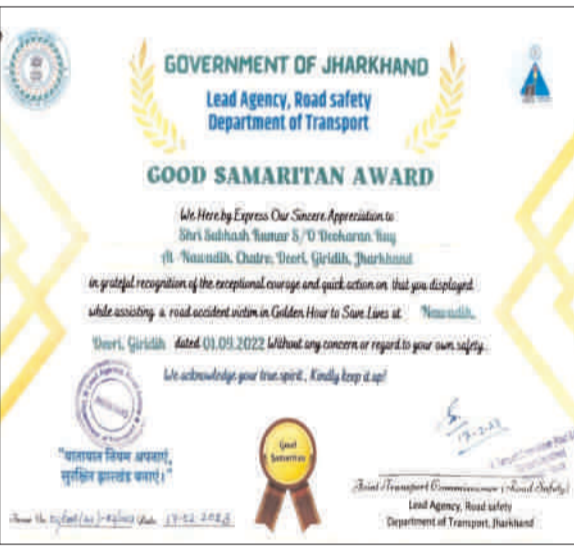 GOVERNMENT OF JHARKHAND
Lead Agency, Road safety
Department of Transport
GOOD SAMARITAN AWARD
We Here by Express Our Sincere Appreciation to
Shri Subhash Kumar S/O Deokaran Ray
At- Nawadih, Chatro, Deori, Giridih, Jharkhand
in grateful recognition of the exceptional courage and quick action on that you displayed
while assisting a road accident victim in Golden Hour to Save Lives at Nawadih,
Deori, Giridih dated 01.09.2022 Without any concern or regard to your own safety.
We acknowledge your true spirit, Kindly keep it up!
"यातायात नियम अपनाएं,
सुरक्षित झारखंड बनाएं।"
Good
Samaritan
Joint Transport Commissioner (Road Safety)
Lead Agency, Road safety
Department of Transport, Jharkhand
Date 17-02-2023